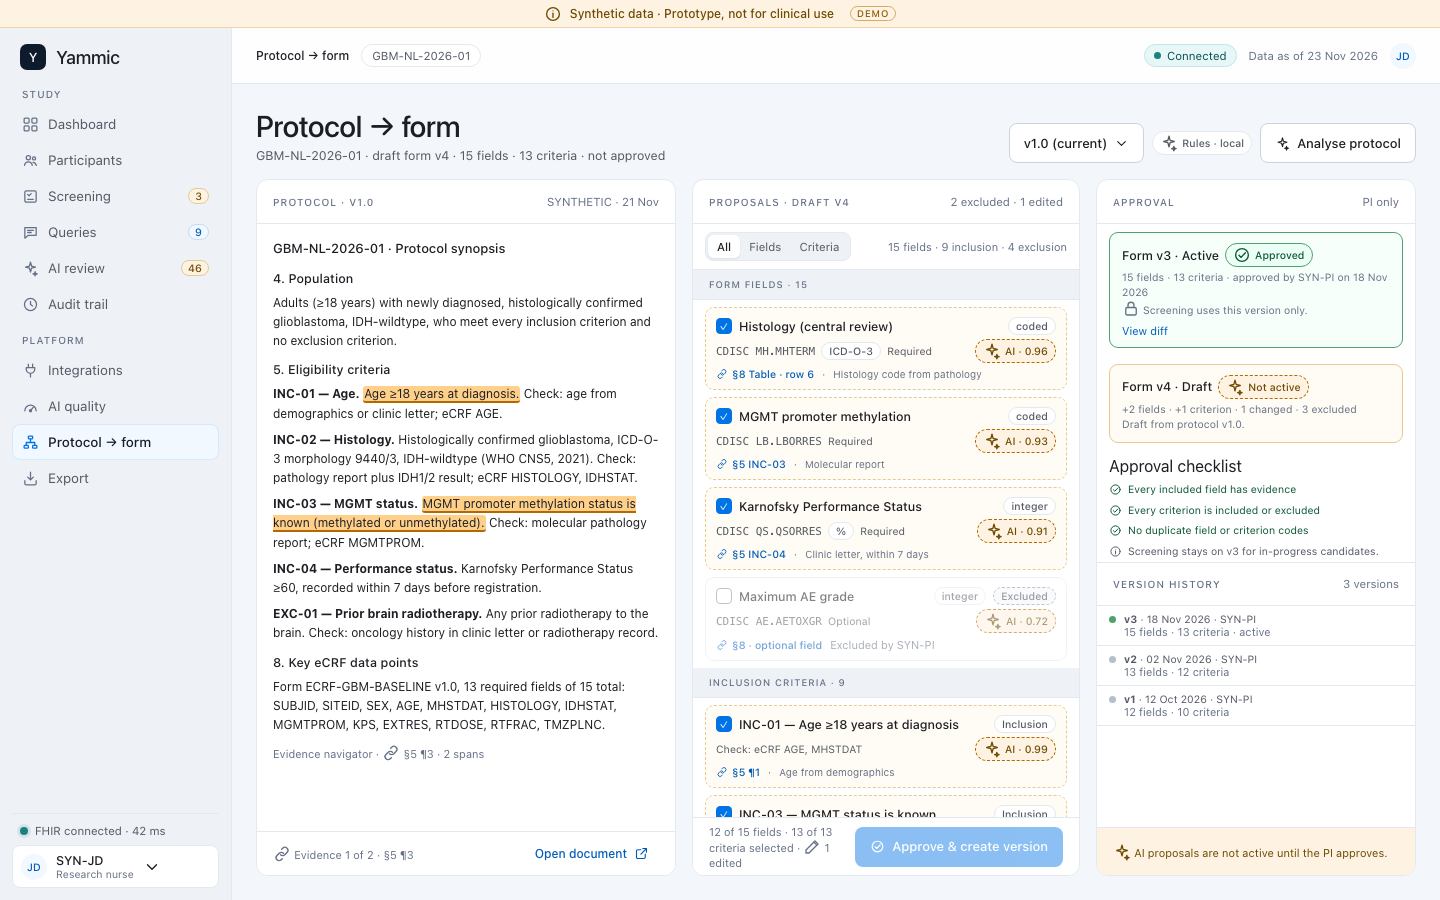 Synthetic data · Prototype, not for clinical use DEMO
Y Yammic
STUDY
Dashboard
Participants
Screening 3
Queries 9
AI review 46
Audit trail
PLATFORM
Integrations
AI quality
Protocol → form
Export
FHIR connected · 42 ms
JD SYN-JD
Research nurse
Protocol → form GBM-NL-2026-01
Connected Data as of 23 Nov 2026 JD
Protocol → form
GBM-NL-2026-01 · draft form v4 · 15 fields · 13 criteria · not approved
v1.0 (current) Rules · local Analyse protocol
PROTOCOL · V1.0 SYNTHETIC · 21 Nov
GBM-NL-2026-01 · Protocol synopsis
4. Population
Adults (≥18 years) with newly diagnosed, histologically confirmed
glioblastoma, IDH-wildtype, who meet every inclusion criterion and
no exclusion criterion.
5. Eligibility criteria
INC-01 — Age. Age ≥18 years at diagnosis. Check: age from
demographics or clinic letter; eCRF AGE.
INC-02 — Histology. Histologically confirmed glioblastoma, ICD-O-
3 morphology 9440/3, IDH-wildtype (WHO CNS5, 2021). Check:
pathology report plus IDH1/2 result; eCRF HISTOLOGY, IDHSTAT.
INC-03 — MGMT status. MGMT promoter methylation status is
known (methylated or unmethylated). Check: molecular pathology
report; eCRF MGMTPROM.
INC-04 — Performance status. Karnofsky Performance Status
≥60, recorded within 7 days before registration.
EXC-01 — Prior brain radiotherapy. Any prior radiotherapy to the
brain. Check: oncology history in clinic letter or radiotherapy record.
8. Key eCRF data points
Form ECRF-GBM-BASELINE v1.0, 13 required fields of 15 total:
SUBJID, SITEID, SEX, AGE, MHSTDAT, HISTOLOGY, IDHSTAT,
MGMTPROM, KPS, EXTRES, RTDOSE, RTFRAC, TMZPLNC.
Evidence navigator · §5 ¶3 · 2 spans
Evidence 1 of 2 · §5 ¶3 Open document
PROPOSALS · DRAFT V4 2 excluded · 1 edited
All Fields Criteria 15 fields · 9 inclusion · 4 exclusion
FORM FIELDS · 15
Histology (central review) coded
CDISC MH.MHTERM ICD-O-3 Required AI · 0.96
§8 Table · row 6 · Histology code from pathology
MGMT promoter methylation coded
CDISC LB.LBORRES Required AI · 0.93
§5 INC-03 · Molecular report
Karnofsky Performance Status integer
CDISC QS.QSORRES % Required AI · 0.91
§5 INC-04 · Clinic letter, within 7 days
Maximum AE grade integer Excluded
CDISC AE.AETOXGR Optional AI · 0.72
§8 · optional field Excluded by SYN-PI
INCLUSION CRITERIA · 9
INC-01 — Age ≥18 years at diagnosis Inclusion
Check: eCRF AGE, MHSTDAT AI · 0.99
§5 ¶1 · Age from demographics
INC-03 — MGMT status is known Inclusion
12 of 15 fields · 13 of 13
criteria selected · 1
edited
Approve & create version
APPROVAL PI only
Form v3 · Active Approved
15 fields · 13 criteria · approved by SYN-PI on 18 Nov
2026
Screening uses this version only.
View diff
Form v4 · Draft Not active
+2 fields · +1 criterion · 1 changed · 3 excluded
Draft from protocol v1.0.
Approval checklist
Every included field has evidence
Every criterion is included or excluded
No duplicate field or criterion codes
Screening stays on v3 for in-progress candidates.
VERSION HISTORY 3 versions
v3 · 18 Nov 2026 · SYN-PI
15 fields · 13 criteria · active
v2 · 02 Nov 2026 · SYN-PI
13 fields · 12 criteria
v1 · 12 Oct 2026 · SYN-PI
12 fields · 10 criteria
AI proposals are not active until the PI approves.